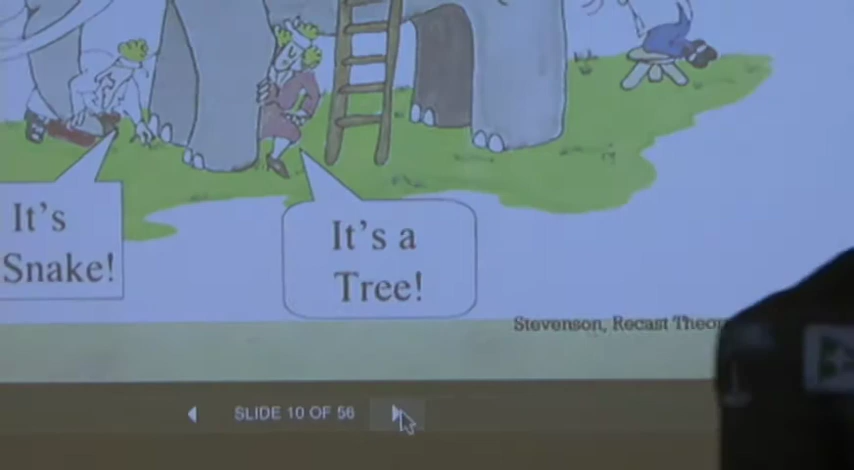 It's
Snake!
It's a
Tree!
Stevenson, Recast
SLIDE 10 OF 56